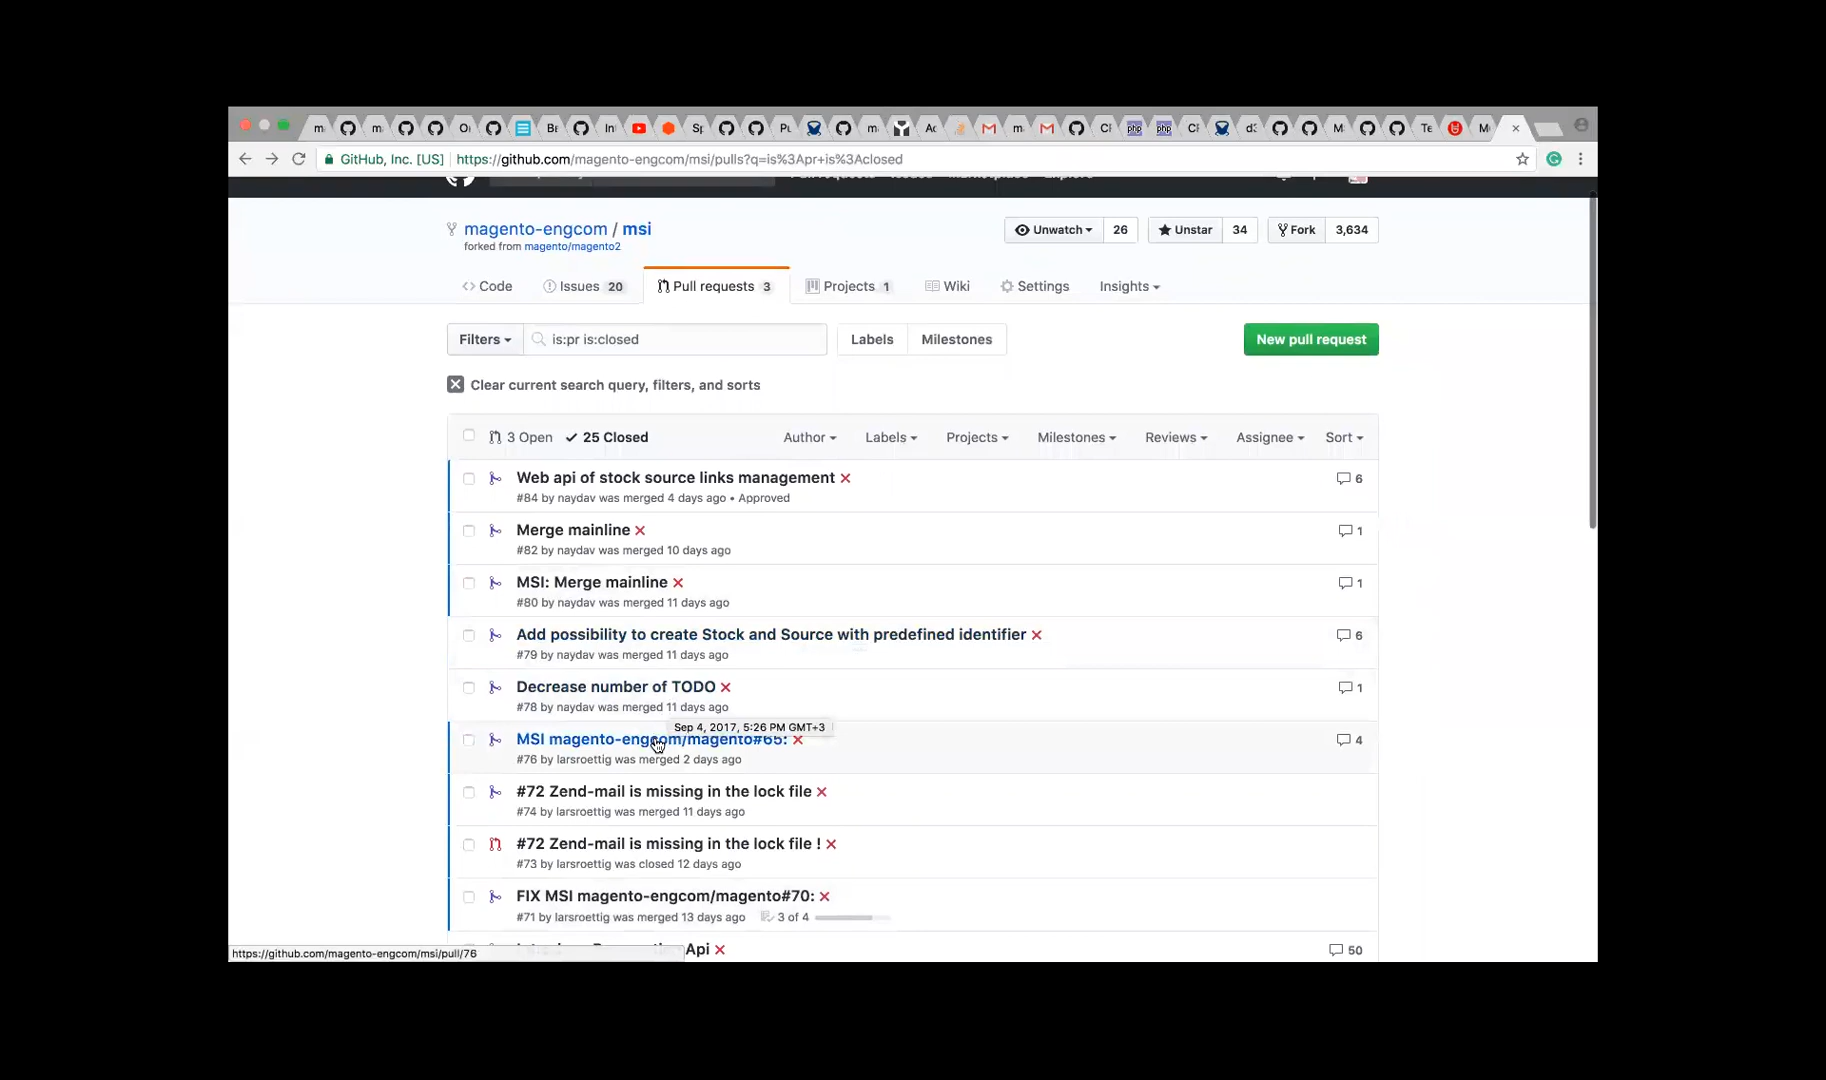 m m Oi Be In Sp Pu m Ac m Cl Cl d: M Te M
GitHub, Inc. [US] https://github.com/magento-engcom/msi/pulls?q=is%3Apr+is%3Aclosed
magento-engcom / msi Unwatch 26 Unstar 34 Fork 3,634
forked from magento/magento2
Code Issues 20 Pull requests 3 Projects 1 Wiki Settings Insights
Filters is:pr is:closed Labels Milestones New pull request
Clear current search query, filters, and sorts
3 Open 25 Closed Author Labels Projects Milestones Reviews Assignee Sort
Web api of stock source links management 6
#84 by naydav was merged 4 days ago • Approved
Merge mainline 1
#82 by naydav was merged 10 days ago
MSI: Merge mainline 1
#80 by naydav was merged 11 days ago
Add possibility to create Stock and Source with predefined identifier 6
#79 by naydav was merged 11 days ago
Decrease number of TODO 1
#78 by naydav was merged 11 days ago
Sep 4, 2017, 5:26 PM GMT+3
MSI magento-engcom/magento#65: 4
#76 by larsroettig was merged 2 days ago
#72 Zend-mail is missing in the lock file
#74 by larsroettig was merged 11 days ago
#72 Zend-mail is missing in the lock file !
#73 by larsroettig was closed 12 days ago
FIX MSI magento-engcom/magento#70:
#71 by larsroettig was merged 13 days ago 3 of 4
Api 50
https://github.com/magento-engcom/msi/pull/76